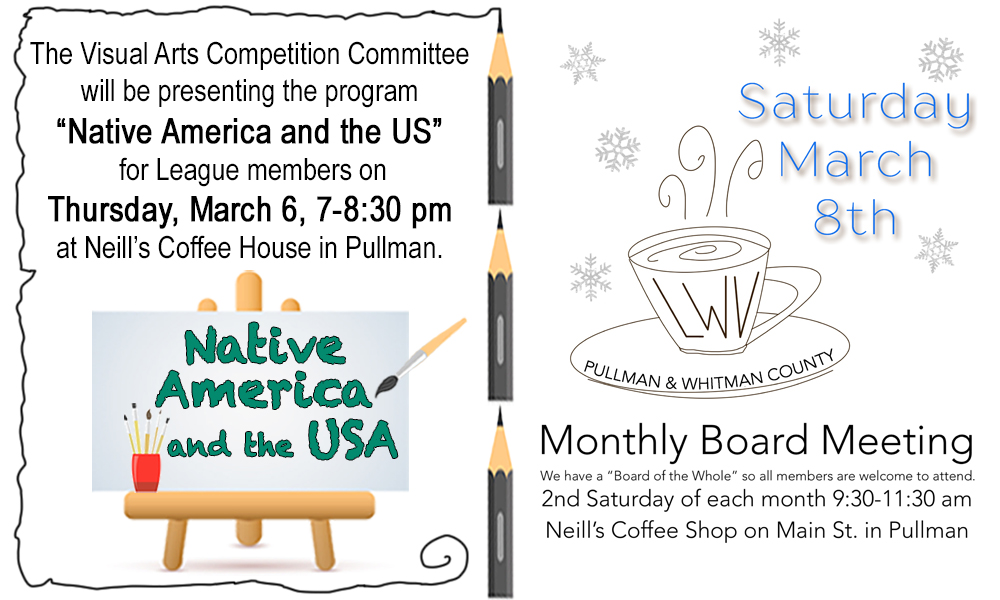 The Visual Arts Competition Committee
will be presenting the program
“Native America and the US”
for League members on
Thursday, March 6, 7-8:30 pm
at Neill’s Coffee House in Pullman.
Native
America
and the USA
Saturday
March
8th
LWV
PULLMAN & WHITMAN COUNTY
Monthly Board Meeting
We have a “Board of the Whole” so all members are welcome to attend.
2nd Saturday of each month 9:30-11:30 am
Neill’s Coffee Shop on Main St. in Pullman